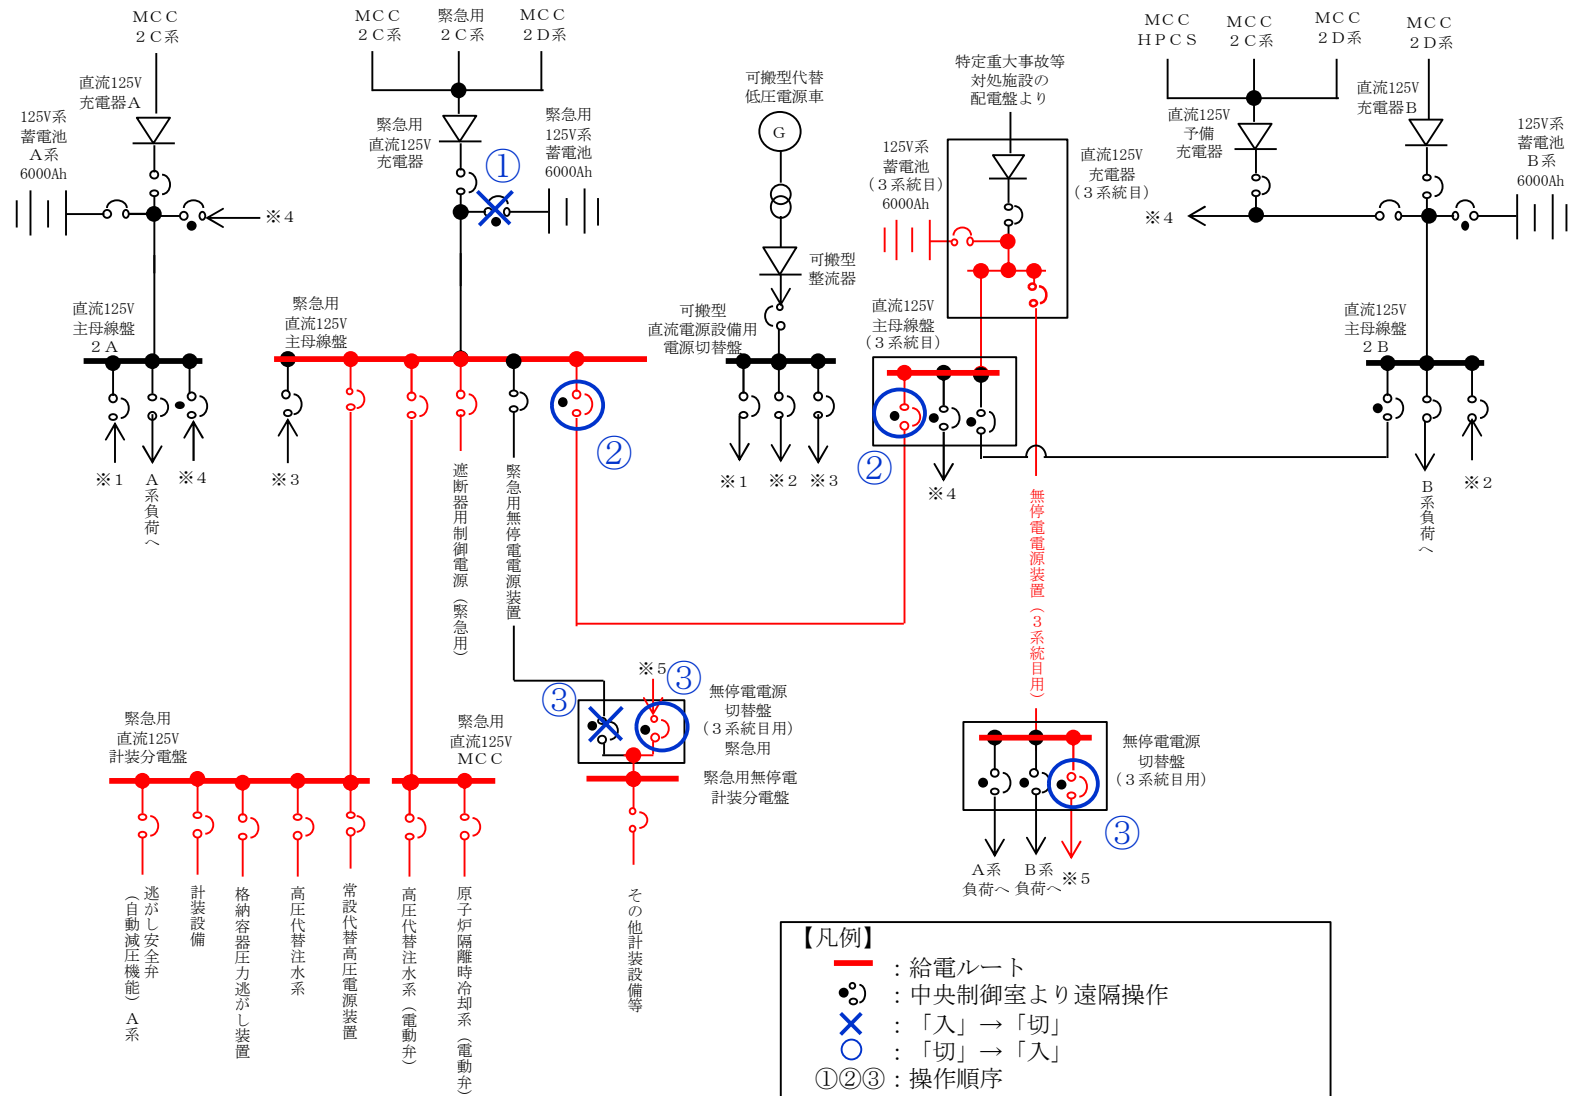 MCC
2C系
直流125V
充電器A
125V系
蓄電池
A系
6000Ah
※4
MCC
2C系
緊急用
2C系
MCC
2D系
緊急用
直流125V
充電器
①
緊急用
125V系
蓄電池
6000Ah
可搬型代替
低圧電源車
G
可搬型
整流器
特定重大事故等
対処施設の
配電盤より
125V系
蓄電池
(3系統目)
6000Ah
直流125V
充電器
(3系統目)
MCC
HPCS
MCC
2C系
MCC
2D系
MCC
2D系
直流125V
予備
充電器
直流125V
充電器B
125V系
蓄電池
B系
6000Ah
※4
直流125V
主母線盤
2A
緊急用
直流125V
主母線盤
可搬型
直流電源設備用
電源切替盤
直流125V
主母線盤
(3系統目)
直流125V
主母線盤
2B
※1
A系負荷へ
※4
※3
遮断器用制御電源(緊急用)
緊急用無停電電源装置
②
※1
※2
※3
②
※4
無停電電源装置(3系統目用)
B系負荷へ
※2
③
※5
③
無停電電源
切替盤
(3系統目用)
緊急用
緊急用無停電
計装分電盤
無停電電源
切替盤
(3系統目用)
③
A系
負荷へ
B系
負荷へ
※5
緊急用
直流125V
計装分電盤
緊急用
直流125V
MCC
逃がし安全弁
(自動減圧機能)A系
計装設備
格納容器圧力逃がし装置
高圧代替注水系
常設代替高圧電源装置
高圧代替注水系(電動弁)
原子炉隔離時冷却系(電動弁)
その他計装設備等
【凡例】
:給電ルート
:中央制御室より遠隔操作
:「入」→「切」
:「切」→「入」
①②③:操作順序